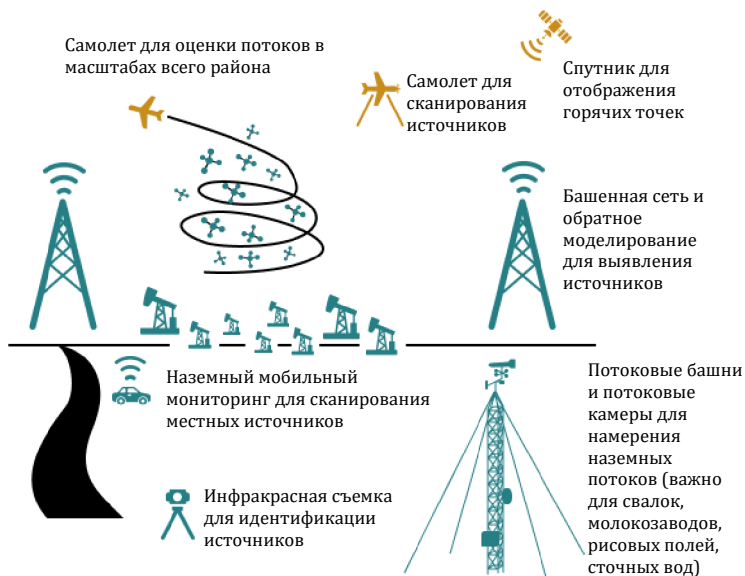 Самолет для оценки потоков в
масштабах всего района
Самолет для
сканирования
источников
Спутник для
отображения
горячих точек
Башенная сеть и
обратное
моделирование
для выявления
источников
Наземный мобильный
мониторинг для сканирования
местных источников
Потоковые башни
и потоковые
камеры для
намерения
наземных
потоков (важно
для свалок,
молокозаводов,
рисовых полей,
сточных вод)
Инфракрасная съемка
для идентификации
источников